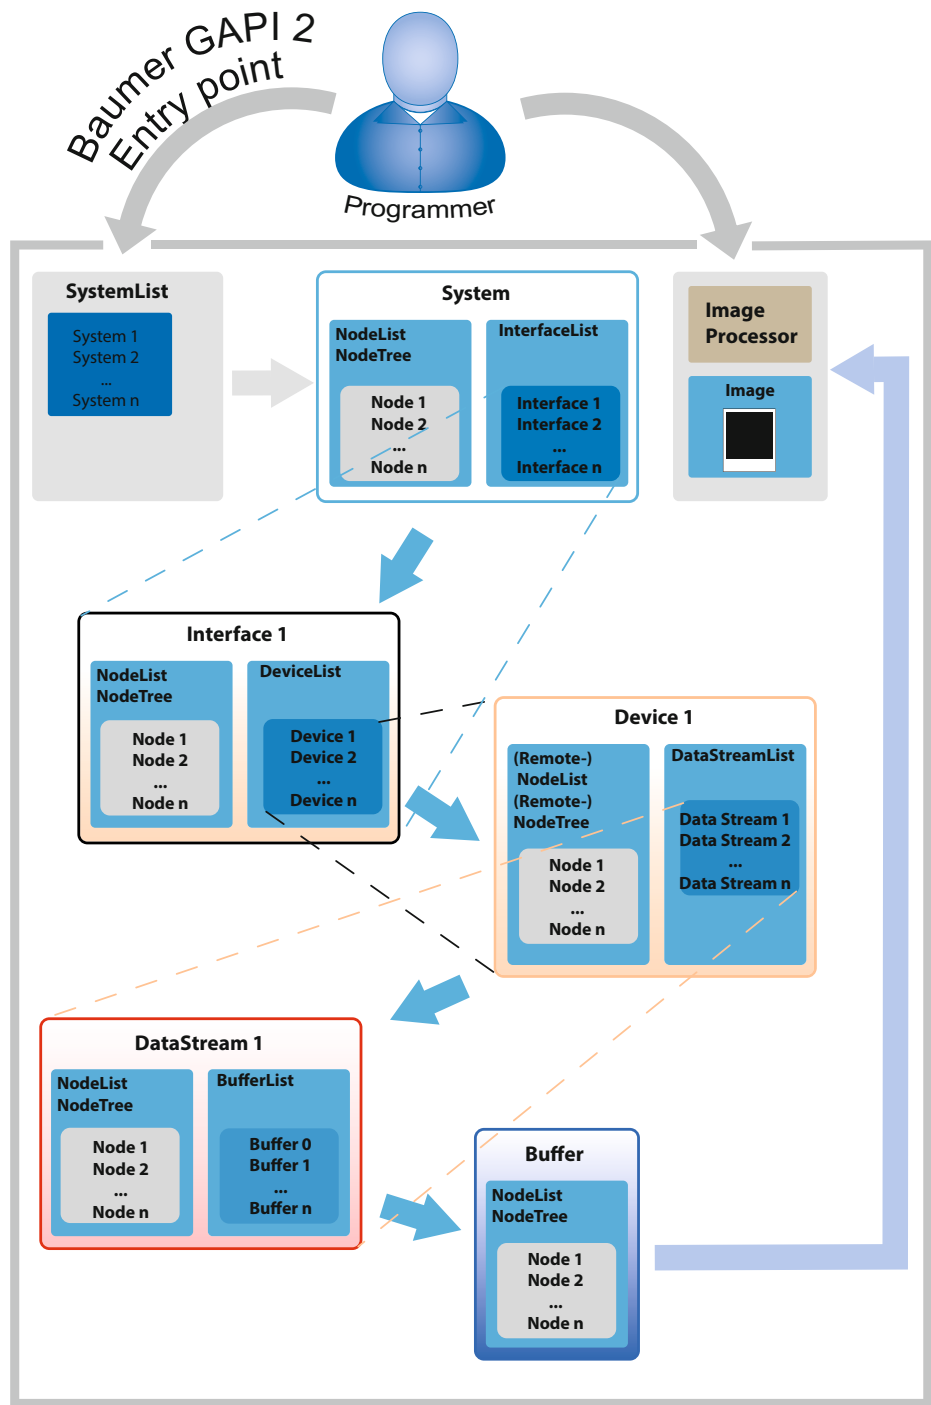 Baumer GAPI 2
Entry point
Programmer
SystemList
System 1
System 2
...
System n
System
NodeList
NodeTree
Node 1
Node 2
...
Node n
InterfaceList
Interface 1
Interface 2
...
Interface n
Image
Processor
Image
Interface 1
NodeList
NodeTree
Node 1
Node 2
...
Node n
DeviceList
Device 1
Device 2
...
Device n
Device 1
(Remote-)
NodeList
(Remote-)
NodeTree
Node 1
Node 2
...
Node n
DataStreamList
Data Stream 1
Data Stream 2
...
Data Stream n
DataStream 1
NodeList
NodeTree
Node 1
Node 2
...
Node n
BufferList
Buffer 0
Buffer 1
...
Buffer n
Buffer
NodeList
NodeTree
Node 1
Node 2
...
Node n